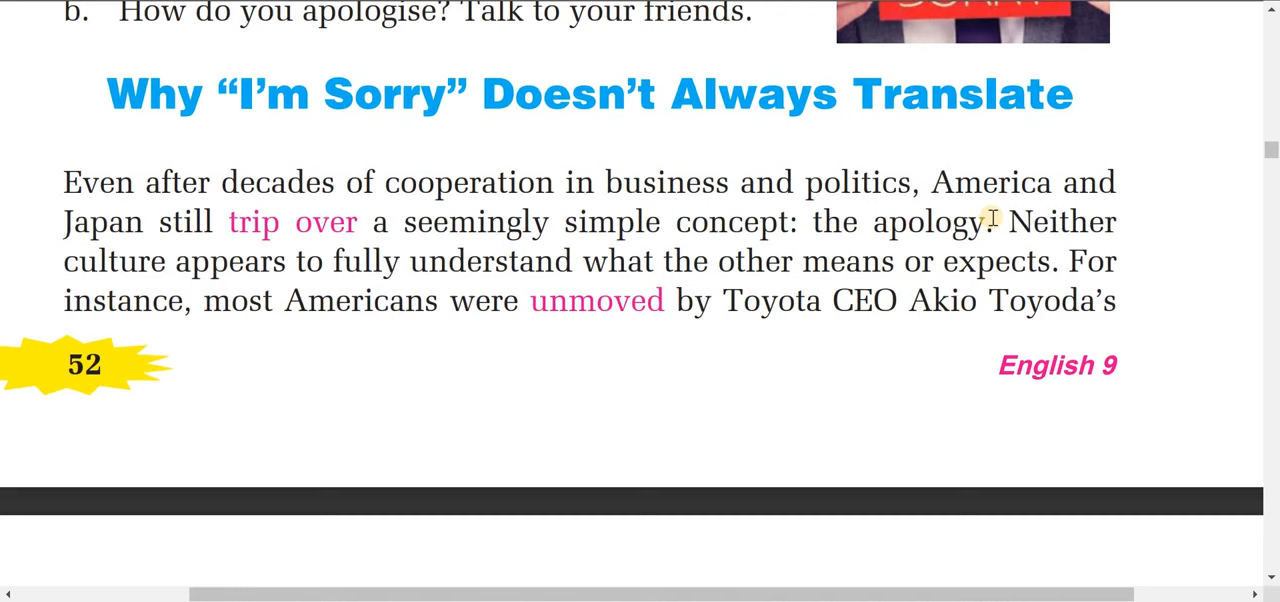 b. How do you apologise? Talk to your friends.
Why “I’m Sorry” Doesn’t Always Translate
Even after decades of cooperation in business and politics, America and
Japan still trip over a seemingly simple concept: the apology. Neither
culture appears to fully understand what the other means or expects. For
instance, most Americans were unmoved by Toyota CEO Akio Toyoda’s
52
English 9